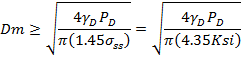 Dm ≥ √(4γ_D P_D / π(1.45σ_ss)) = √(4γ_D P_D / π(4.35Ksi))